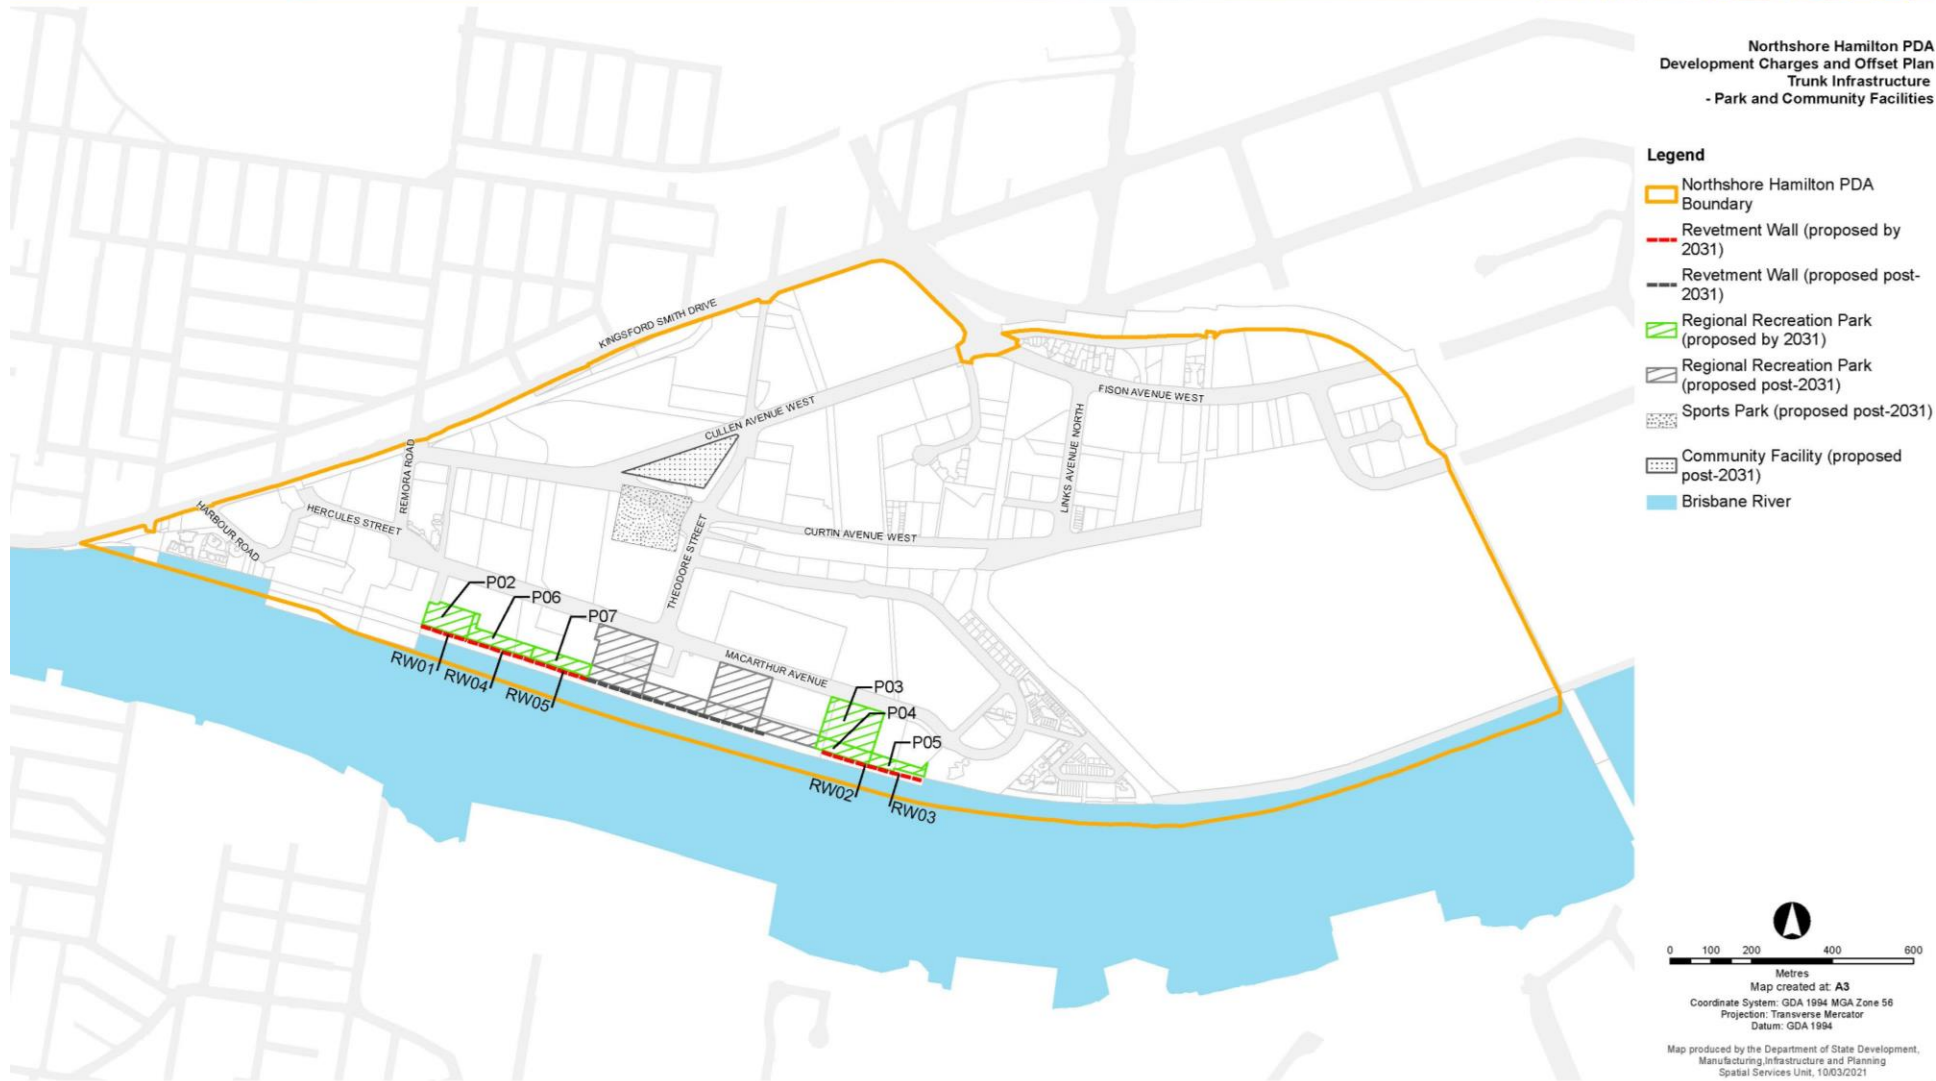 Northshore Hamilton PDA
Development Charges and Offset Plan
Trunk Infrastructure
- Park and Community Facilities
Legend
Northshore Hamilton PDA
Boundary
Revetment Wall (proposed by
2031)
Revetment Wall (proposed post-
2031)
Regional Recreation Park
(proposed by 2031)
Regional Recreation Park
(proposed post-2031)
Sports Park (proposed post-2031)
Community Facility (proposed
post-2031)
Brisbane River
KINGSFORD SMITH DRIVE
CULLEN AVENUE WEST
FISON AVENUE WEST
LINKS AVENUE NORTH
REMORA ROAD
HARBOUR ROAD
HERCULES STREET
CURTIN AVENUE WEST
THEODORE STREET
MACARTHUR AVENUE
P02
P06
P07
P03
P04
P05
RW01
RW04
RW05
RW02
RW03
0 100 200 400 600
Metres
Map created at: A3
Coordinate System: GDA 1994 MGA Zone 56
Projection: Transverse Mercator
Datum: GDA 1994
Map produced by the Department of State Development,
Manufacturing,Infrastructure and Planning
Spatial Services Unit, 10/03/2021